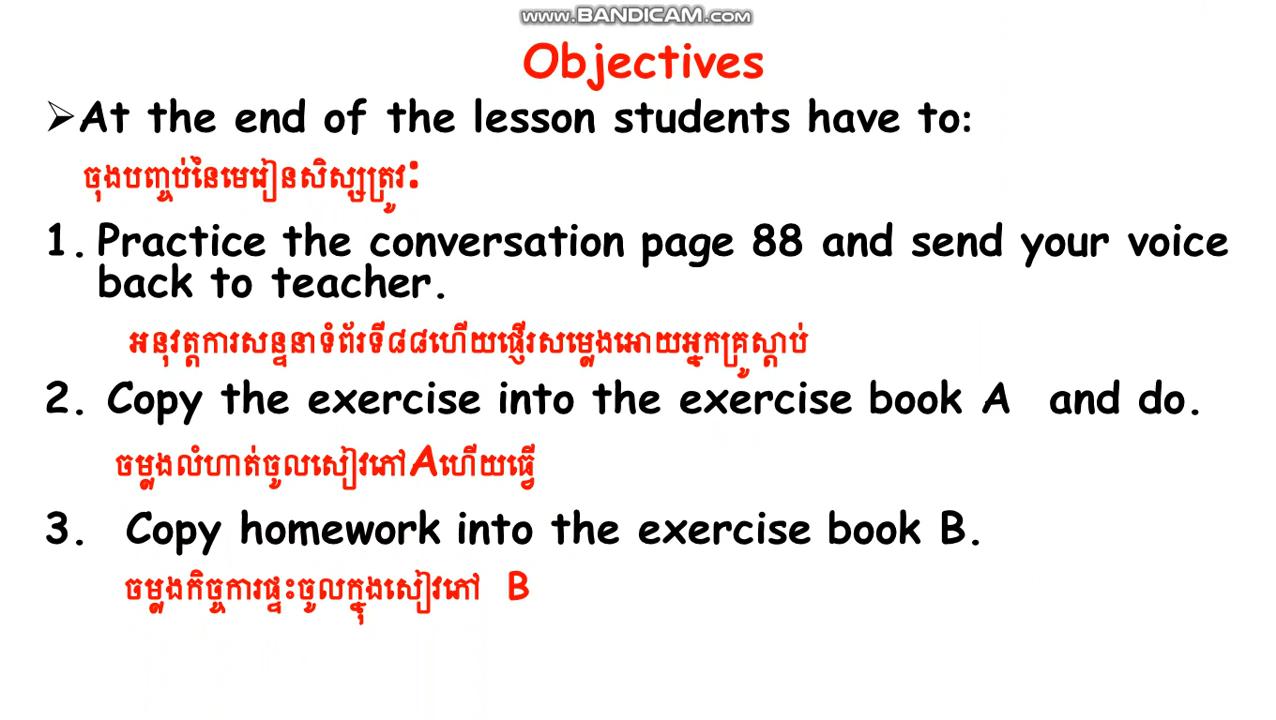 www.BANDICAM.com
Objectives
➢At the end of the lesson students have to:
ចុងបញ្ចប់នៃមេរៀនសិស្សត្រូវ:
1. Practice the conversation page 88 and send your voice
back to teacher.
អនុវត្តការសន្ទនាទំព័រទី៨៨ហើយផ្ញើរសម្លេងអោយអ្នកគ្រូស្តាប់
2. Copy the exercise into the exercise book A and do.
ចម្លងលំហាត់ចូលសៀវភៅAហើយធ្វើ
3. Copy homework into the exercise book B.
ចម្លងកិច្ចការផ្ទះចូលក្នុងសៀវភៅ B